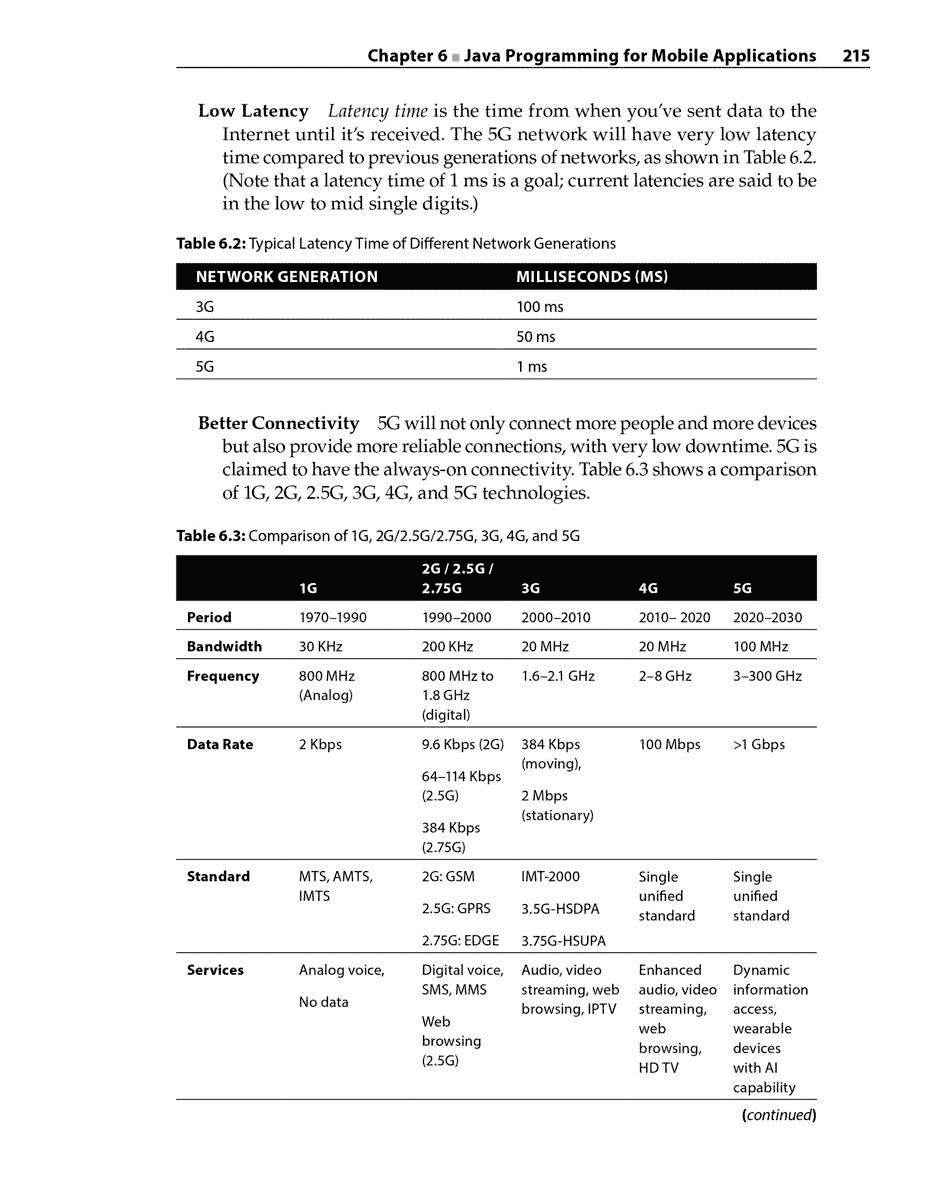 Chapter 6 ■ Java Programming for Mobile Applications 215
Low Latency Latency time is the time from when you've sent data to the
Internet until it's received. The 5G network will have very low latency
time compared to previous generations of networks, as shown in Table 6.2.
(Note that a latency time of 1 ms is a goal; current latencies are said to be
in the low to mid single digits.)
Table 6.2: Typical Latency Time of Different Network Generations
NETWORK GENERATION MILLISECONDS (MS)
3G 100 ms
4G 50 ms
5G 1 ms
Better Connectivity 5G will not only connect more people and more devices
but also provide more reliable connections, with very low downtime. 5G is
claimed to have the always-on connectivity. Table 6.3 shows a comparison
of 1G, 2G, 2.5G, 3G, 4G, and 5G technologies.
Table 6.3: Comparison of 1G, 2G/2.5G/2.75G, 3G, 4G, and 5G
2G / 2.5G /
1G 2.75G 3G 4G 5G
Period 1970–1990 1990–2000 2000–2010 2010– 2020 2020–2030
Bandwidth 30 KHz 200 KHz 20 MHz 20 MHz 100 MHz
Frequency 800 MHz 800 MHz to 1.6–2.1 GHz 2–8 GHz 3–300 GHz
(Analog) 1.8 GHz
(digital)
Data Rate 2 Kbps 9.6 Kbps (2G) 384 Kbps 100 Mbps >1 Gbps
(moving),
64–114 Kbps
(2.5G) 2 Mbps
(stationary)
384 Kbps
(2.75G)
Standard MTS, AMTS, 2G: GSM IMT-2000 Single Single
IMTS unified unified
2.5G: GPRS 3.5G-HSDPA standard standard
2.75G: EDGE 3.75G-HSUPA
Services Analog voice, Digital voice, Audio, video Enhanced Dynamic
SMS, MMS streaming, web audio, video information
No data browsing, IPTV streaming, access,
Web web wearable
browsing browsing, devices
(2.5G) HD TV with AI
capability
(continued)